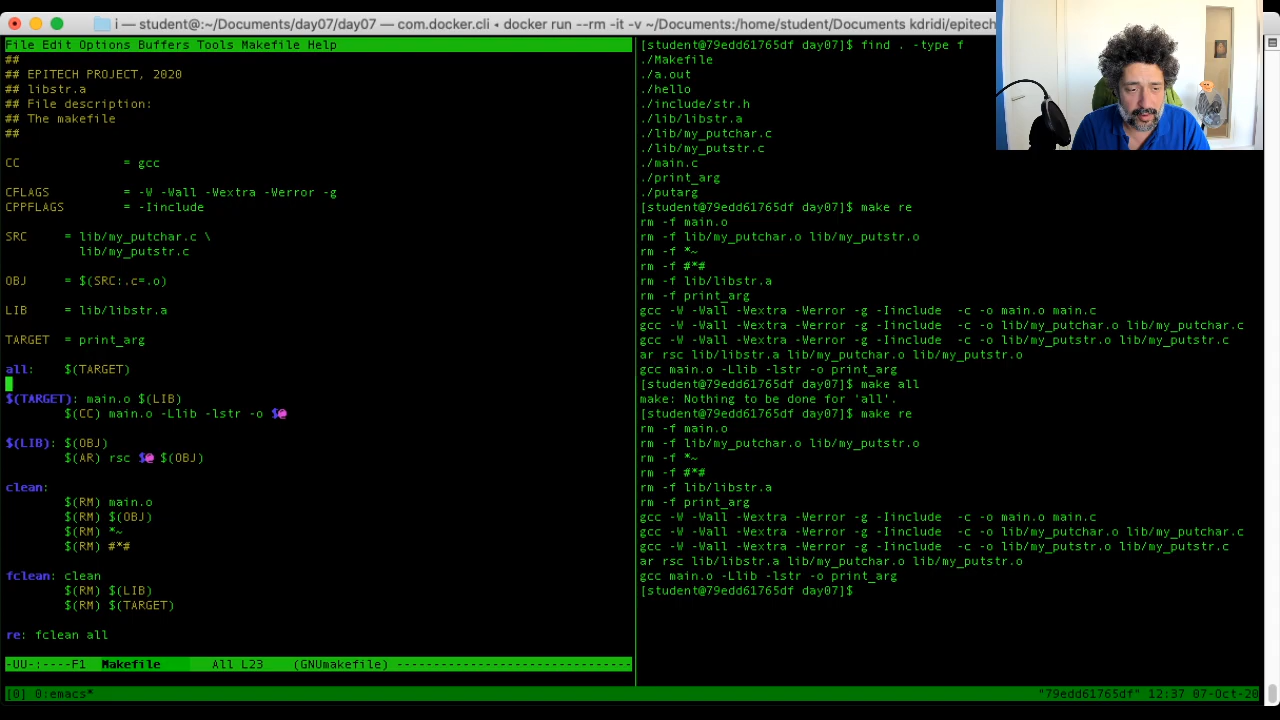 i — student@:~/Documents/day07/day07 — com.docker.cli • docker run --rm -it -v ~/Documents:/home/student/Documents kdridi/epitech
File Edit Options Buffers Tools Makefile Help
##
## EPITECH PROJECT, 2020
## libstr.a
## File description:
## The makefile
##
CC = gcc
CFLAGS = -W -Wall -Wextra -Werror -g
CPPFLAGS = -Iinclude
SRC = lib/my_putchar.c \
lib/my_putstr.c
OBJ = $(SRC:.c=.o)
LIB = lib/libstr.a
TARGET = print_arg
all: $(TARGET)
$(TARGET): main.o $(LIB)
$(CC) main.o -Llib -lstr -o $@
$(LIB): $(OBJ)
$(AR) rsc $@ $(OBJ)
clean:
$(RM) main.o
$(RM) $(OBJ)
$(RM) *~
$(RM) #*#
fclean: clean
$(RM) $(LIB)
$(RM) $(TARGET)
re: fclean all
-UU-:----F1 Makefile All L23 (GNUmakefile) --------------------------------
[student@79edd61765df day07]$ find . -type f
./Makefile
./a.out
./hello
./include/str.h
./lib/libstr.a
./lib/my_putchar.c
./lib/my_putstr.c
./main.c
./print_arg
./putarg
[student@79edd61765df day07]$ make re
rm -f main.o
rm -f lib/my_putchar.o lib/my_putstr.o
rm -f *~
rm -f #*#
rm -f lib/libstr.a
rm -f print_arg
gcc -W -Wall -Wextra -Werror -g -Iinclude  -c -o main.o main.c
gcc -W -Wall -Wextra -Werror -g -Iinclude  -c -o lib/my_putchar.o lib/my_putchar.c
gcc -W -Wall -Wextra -Werror -g -Iinclude  -c -o lib/my_putstr.o lib/my_putstr.c
ar rsc lib/libstr.a lib/my_putchar.o lib/my_putstr.o
gcc main.o -Llib -lstr -o print_arg
[student@79edd61765df day07]$ make all
make: Nothing to be done for 'all'.
[student@79edd61765df day07]$ make re
rm -f main.o
rm -f lib/my_putchar.o lib/my_putstr.o
rm -f *~
rm -f #*#
rm -f lib/libstr.a
rm -f print_arg
gcc -W -Wall -Wextra -Werror -g -Iinclude  -c -o main.o main.c
gcc -W -Wall -Wextra -Werror -g -Iinclude  -c -o lib/my_putchar.o lib/my_putchar.c
gcc -W -Wall -Wextra -Werror -g -Iinclude  -c -o lib/my_putstr.o lib/my_putstr.c
ar rsc lib/libstr.a lib/my_putchar.o lib/my_putstr.o
gcc main.o -Llib -lstr -o print_arg
[student@79edd61765df day07]$
[0] 0:emacs* "79edd61765df" 12:37 07-Oct-20